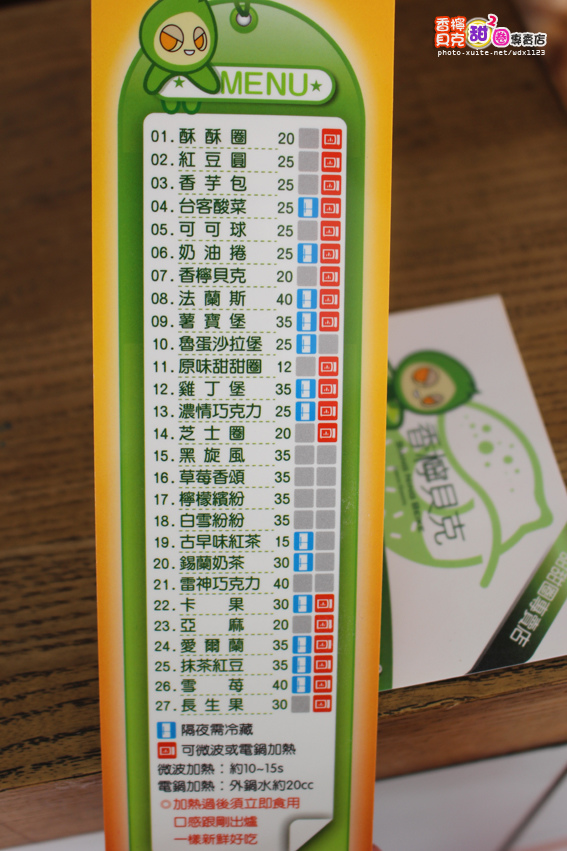 香檸貝克甜2圈專賣店
photo.xuite.net/wdx1123
MENU
01. 酥酥圈 20
02. 紅豆圓 25
03. 香芋包 25
04. 台客酸菜 25
05. 可可球 25
06. 奶油捲 25
07. 香檸貝克 20
08. 法蘭斯 40
09. 薯寶堡 35
10. 魯蛋沙拉堡 25
11. 原味甜甜圈 12
12. 雞丁堡 35
13. 濃情巧克力 25
14. 芝士圈 20
15. 黑旋風 35
16. 草莓香頌 35
17. 檸檬繽紛 35
18. 白雪紛紛 35
19. 古早味紅茶 15
20. 錫蘭奶茶 30
21. 雷神巧克力 40
22. 卡果 30
23. 亞麻 20
24. 愛爾蘭 35
25. 抹茶紅豆 35
26. 雪莓 40
27. 長生果 30
隔夜需冷藏
可微波或電鍋加熱
微波加熱：約10~15s
電鍋加熱：外鍋水約20cc
◎加熱過後須立即食用
口感跟剛出爐
一樣新鮮好吃
香檸貝克
甜甜圈專賣店